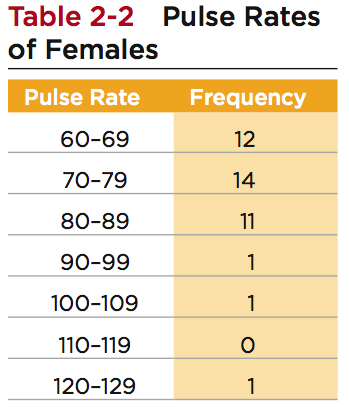 Table 2-2 Pulse Rates
of Females
Pulse Rate Frequency
60–69 12
70–79 14
80–89 11
90–99 1
100–109 1
110–119 0
120–129 1